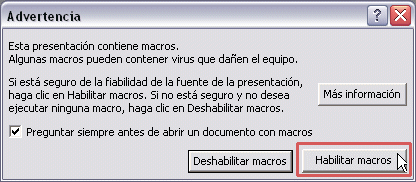 Advertencia
Esta presentación contiene macros.
Algunas macros pueden contener virus que dañen el equipo.
Si está seguro de la fiabilidad de la fuente de la presentación,
haga clic en Habilitar macros. Si no está seguro y no desea
ejecutar ninguna macro, haga clic en Deshabilitar macros.
Más información
Preguntar siempre antes de abrir un documento con macros
Deshabilitar macros
Habilitar macros